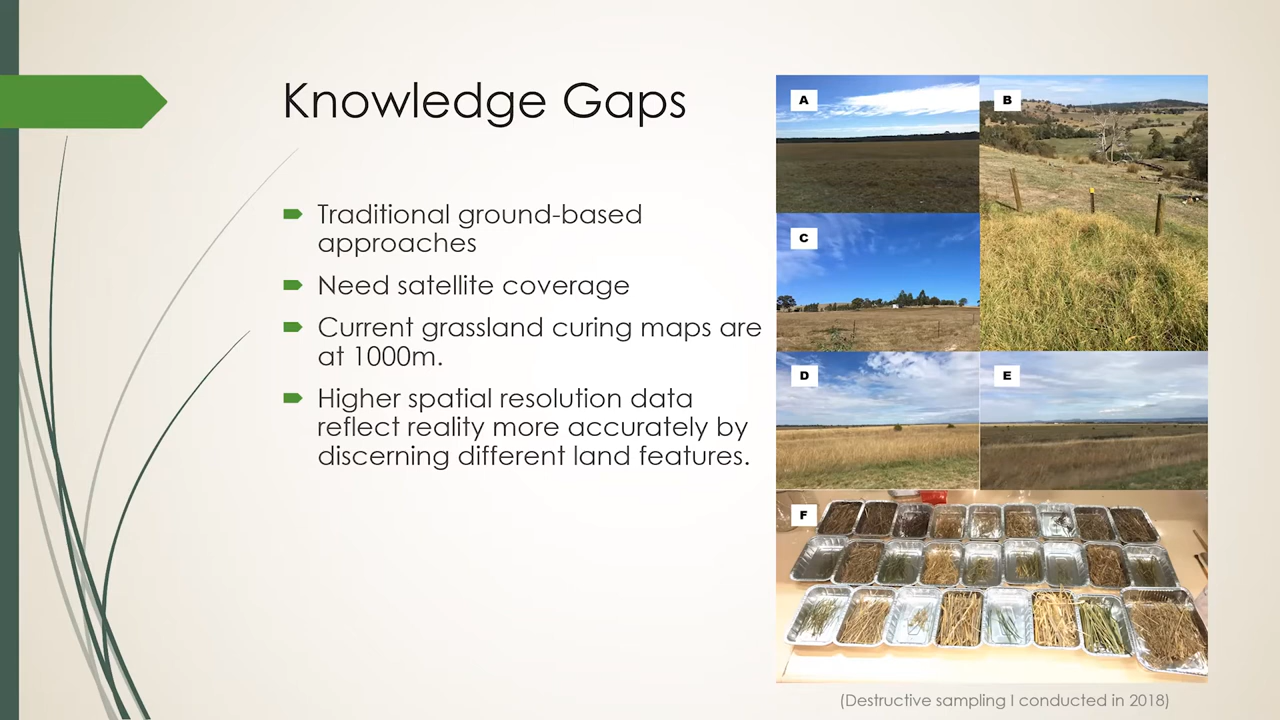 Knowledge Gaps
Traditional ground-based
approaches
Need satellite coverage
Current grassland curing maps are
at 1000m.
Higher spatial resolution data
reflect reality more accurately by
discerning different land features.
A
B
C
D
E
F
(Destructive sampling I conducted in 2018)